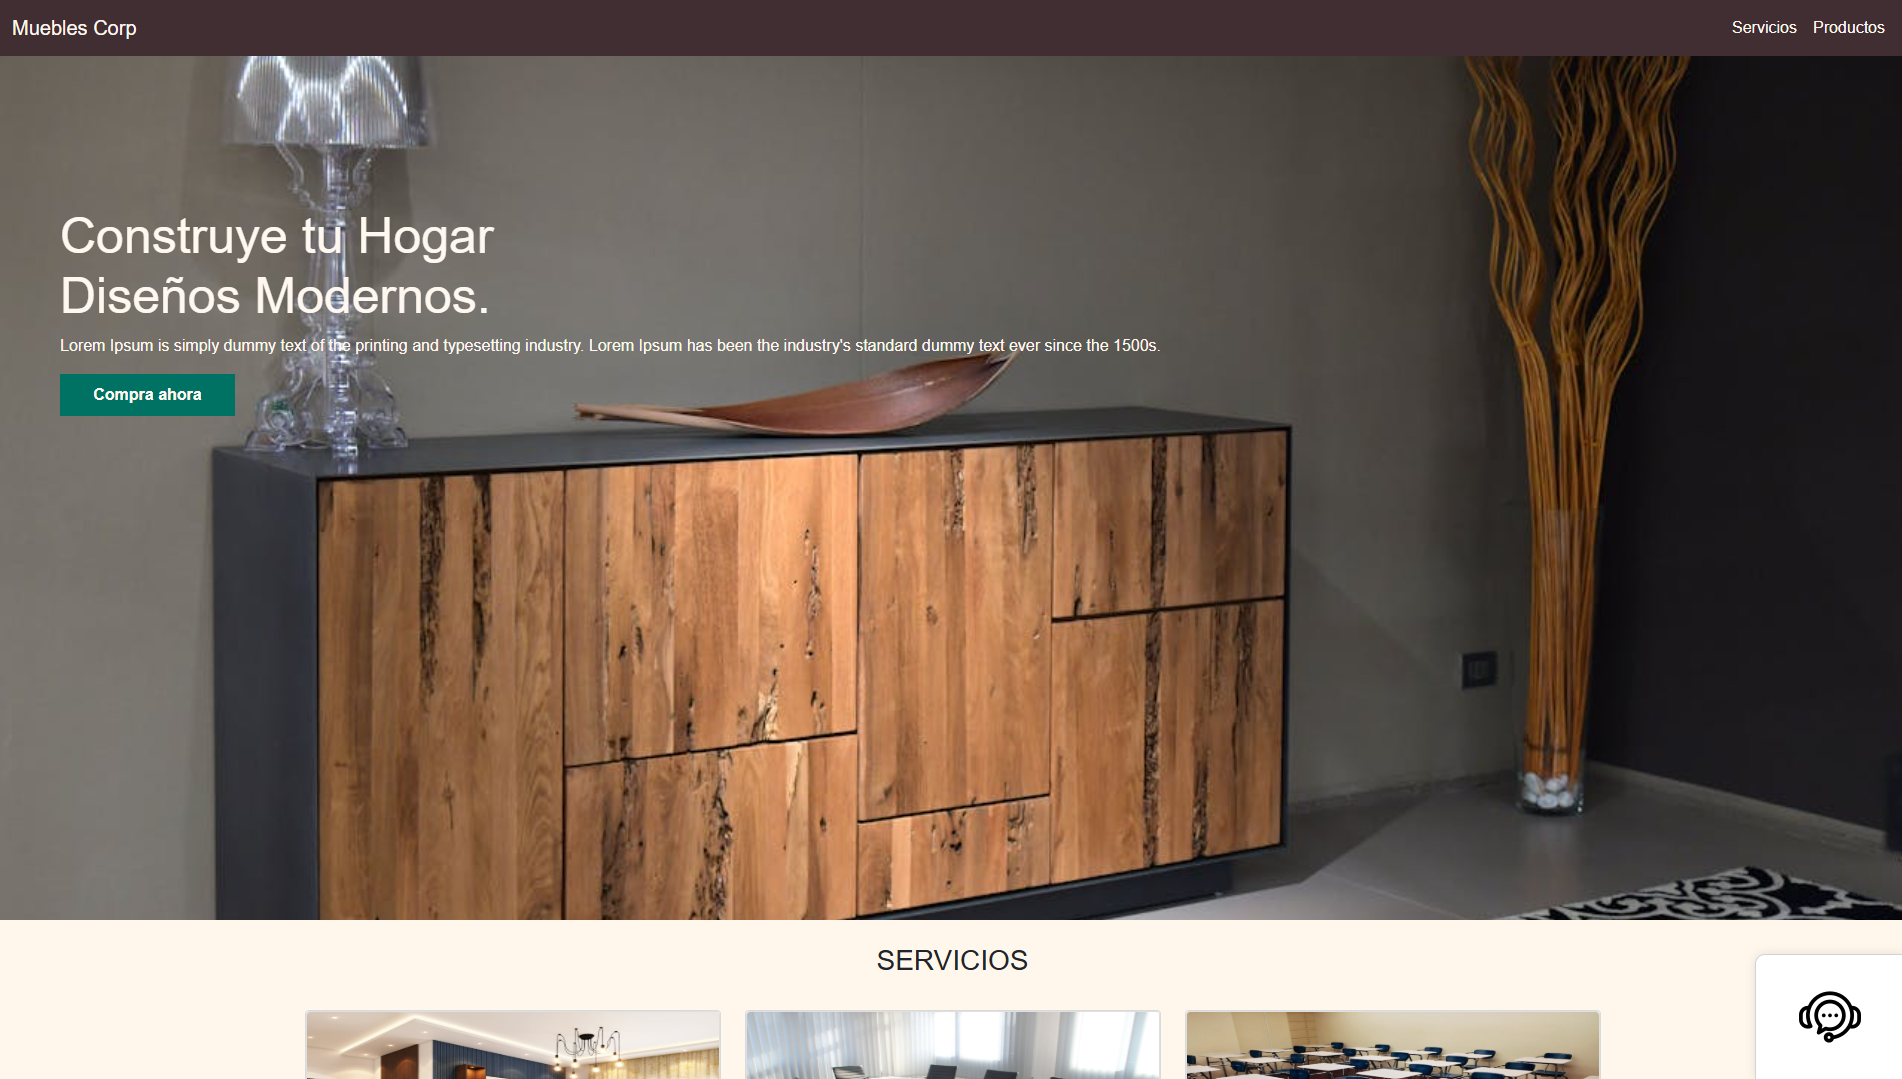 Muebles Corp
Servicios Productos
Construye tu Hogar
Diseños Modernos.
Lorem Ipsum is simply dummy text of the printing and typesetting industry. Lorem Ipsum has been the industry's standard dummy text ever since the 1500s.
Compra ahora
SERVICIOS